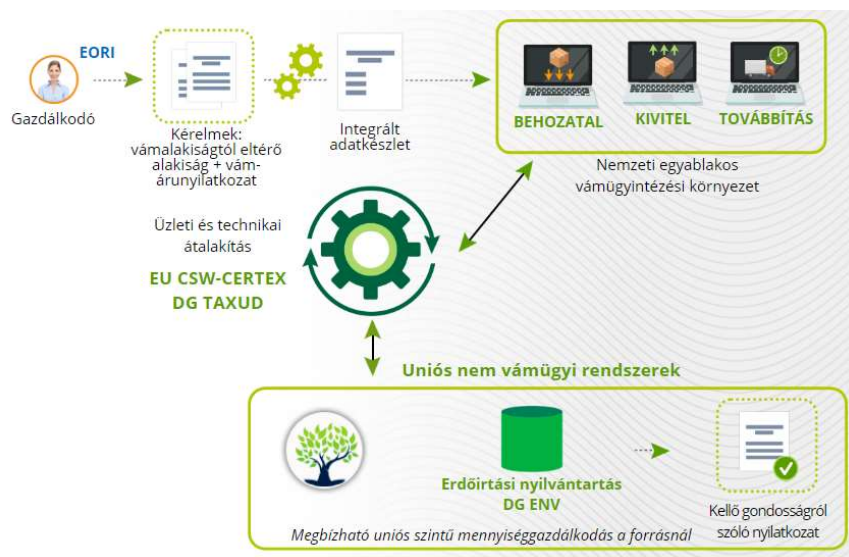 EORI
Gazdálkodó
Kérelmek:
vámalakiságtól eltérő
alakiság + vám-
árunyilatkozat
Integrált
adatkészlet
BEHOZATAL
KIVITEL
TOVÁBBÍTÁS
Nemzeti egyablakos
vámügyintézési környezet
Üzleti és technikai
átalakítás
EU CSW-CERTEX
DG TAXUD
Uniós nem vámügyi rendszerek
Erdőirtási nyilvántartás
DG ENV
Kellő gondosságról
szóló nyilatkozat
Megbízható uniós szintű mennyiséggazdálkodás a forrásnál